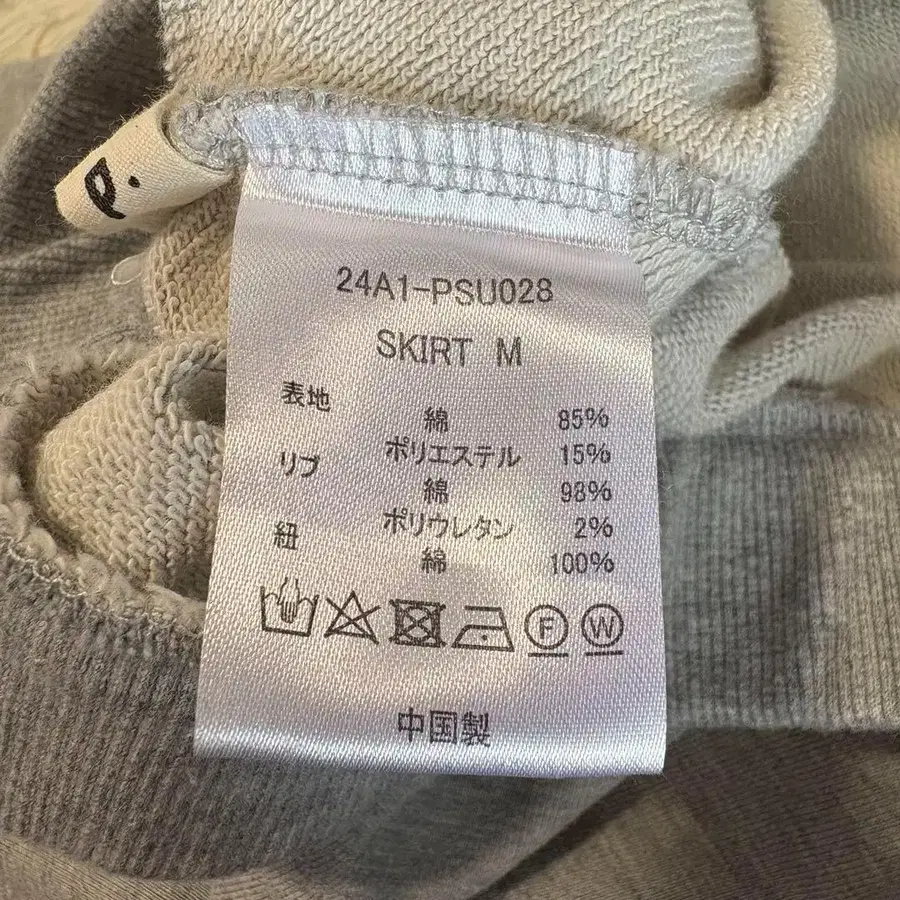 24A1-PSU028
SKIRT M
表地
綿 85%
リブ ポリエステル 15%
綿 98%
紐 ポリウレタン 2%
綿 100%
F W
中国製